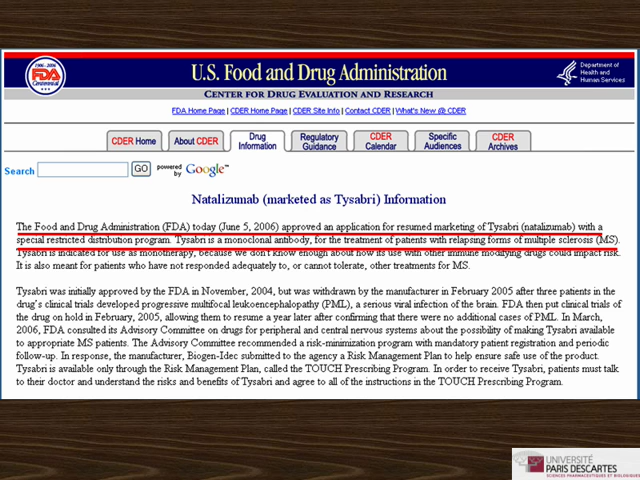 1906-2006
FDA
Centennial
U.S. Food and Drug Administration
Department of
Health and
Human Services
CENTER FOR DRUG EVALUATION AND RESEARCH
FDA Home Page | CDER Home Page | CDER Site Info | Contact CDER | What's New @ CDER
CDER Home
About CDER
Drug Information
Regulatory Guidance
CDER Calendar
Specific Audiences
CDER Archives
Search GO powered by Google™
Natalizumab (marketed as Tysabri) Information
The Food and Drug Administration (FDA) today (June 5, 2006) approved an application for resumed marketing of Tysabri (natalizumab) with a
special restricted distribution program. Tysabri is a monoclonal antibody, for the treatment of patients with relapsing forms of multiple sclerosis (MS).
Tysabri is indicated for use as monotherapy, because we don't know enough about how its use with other immune modifying drugs could impact risk.
It is also meant for patients who have not responded adequately to, or cannot tolerate, other treatments for MS.
Tysabri was initially approved by the FDA in November, 2004, but was withdrawn by the manufacturer in February 2005 after three patients in the
drug's clinical trials developed progressive multifocal leukoencephalopathy (PML), a serious viral infection of the brain. FDA then put clinical trials of
the drug on hold in February, 2005, allowing them to resume a year later after confirming that there were no additional cases of PML. In March,
2006, FDA consulted its Advisory Committee on drugs for peripheral and central nervous systems about the possibility of making Tysabri available
to appropriate MS patients. The Advisory Committee recommended a risk-minimization program with mandatory patient registration and periodic
follow-up. In response, the manufacturer, Biogen-Idec submitted to the agency a Risk Management Plan to help ensure safe use of the product.
Tysabri is available only through the Risk Management Plan, called the TOUCH Prescribing Program. In order to receive Tysabri, patients must talk
to their doctor and understand the risks and benefits of Tysabri and agree to all of the instructions in the TOUCH Prescribing Program.
UNIVERSITÉ
PARIS DESCARTES
SCIENCES PHARMACEUTIQUES ET BIOLOGIQUES